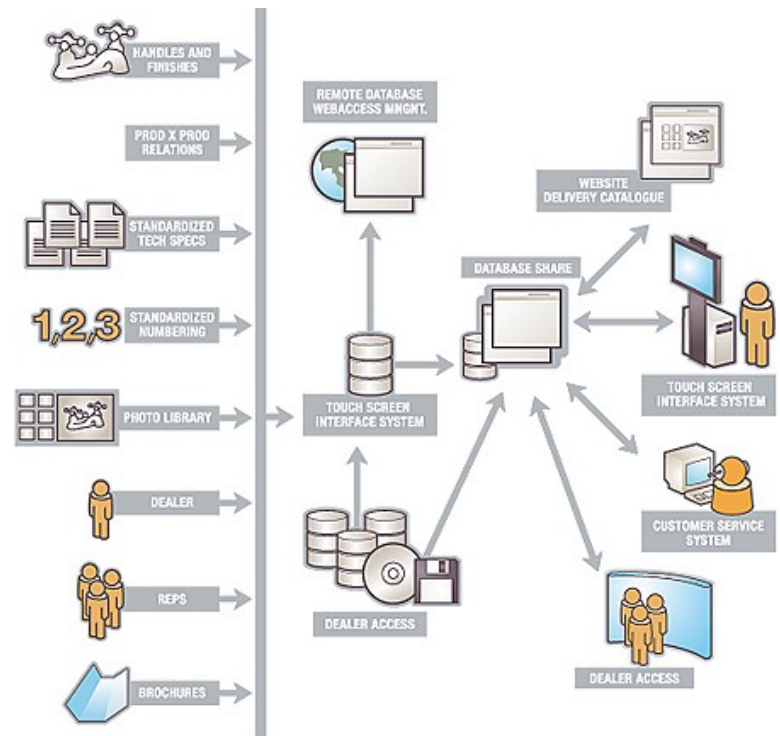 HANDLES AND
FINISHIES
PROD X PROD
RELATIONS
STANDARDIZED
TECH SPECS
1,2,3
STANDARDIZED
NUMBERING
PHOTO LIBRARY
DEALER
REPS
BROCHURES
REMOTE DATABASE
WEBACCESS MNGNT.
TOUCH SCREEN
INTERFACE SYSTEM
DEALER ACCESS
DATABASE SHARE
WEBSITE
DELIVERY CATALOGUE
TOUCH SCREEN
INTERFACE SYSTEM
CUSTOMER SERVICE
SYSTEM
DEALER ACCESS